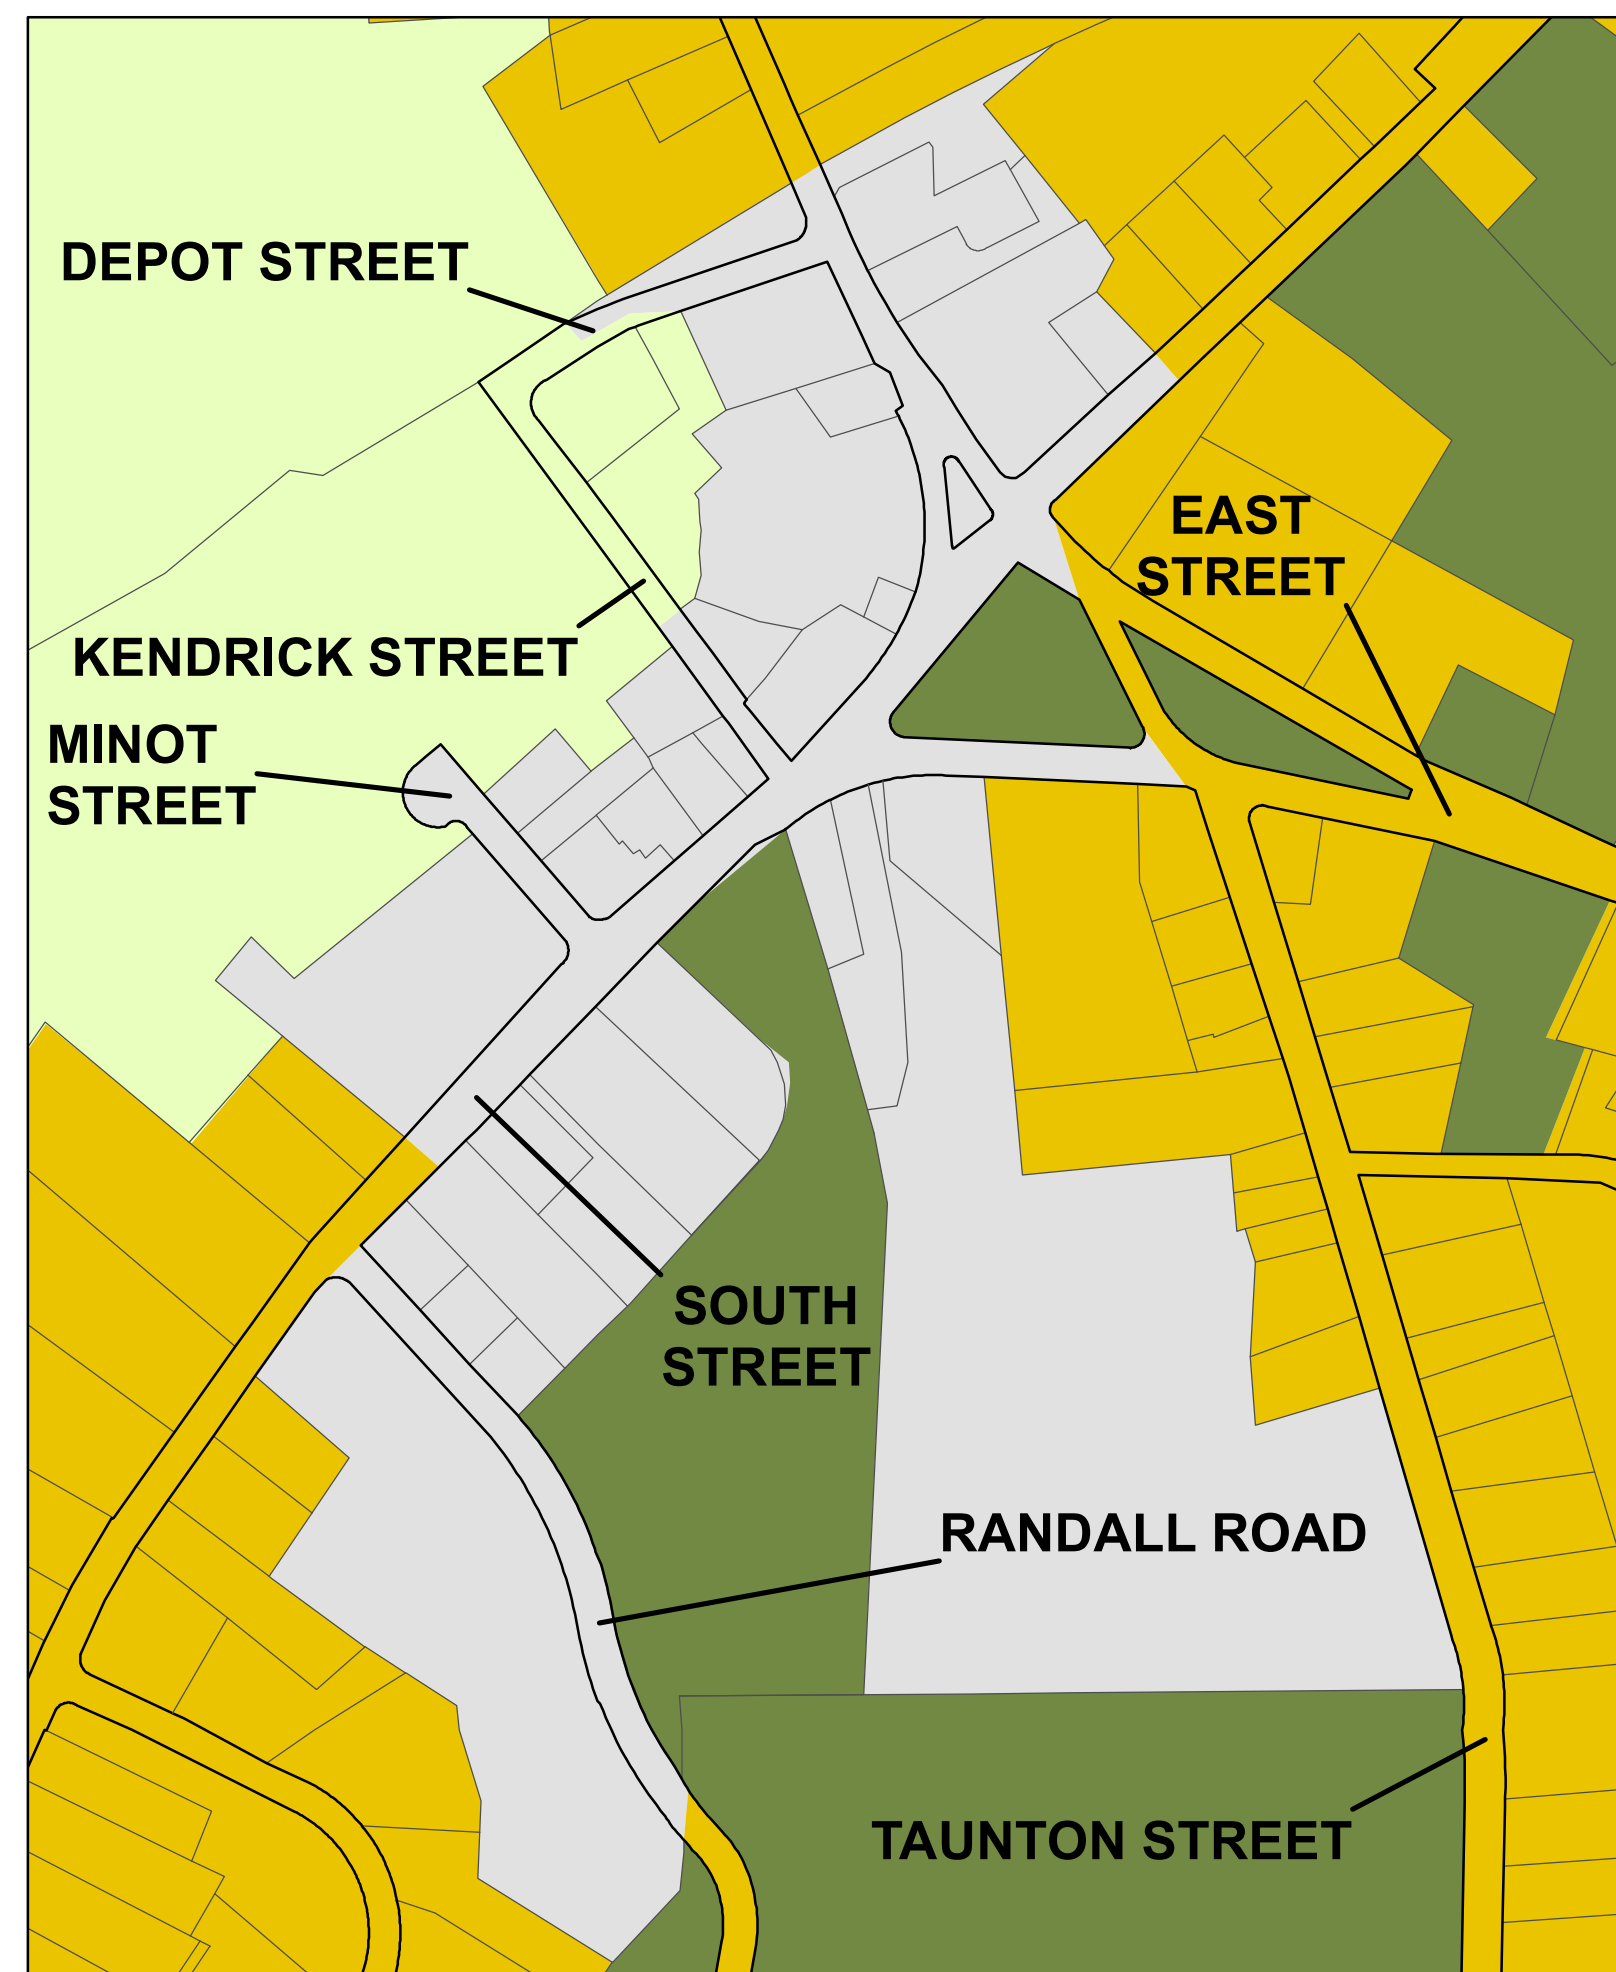 DEPOT STREET
EAST
STREET
KENDRICK STREET
MINOT
STREET
SOUTH
STREET
RANDALL ROAD
TAUNTON STREET